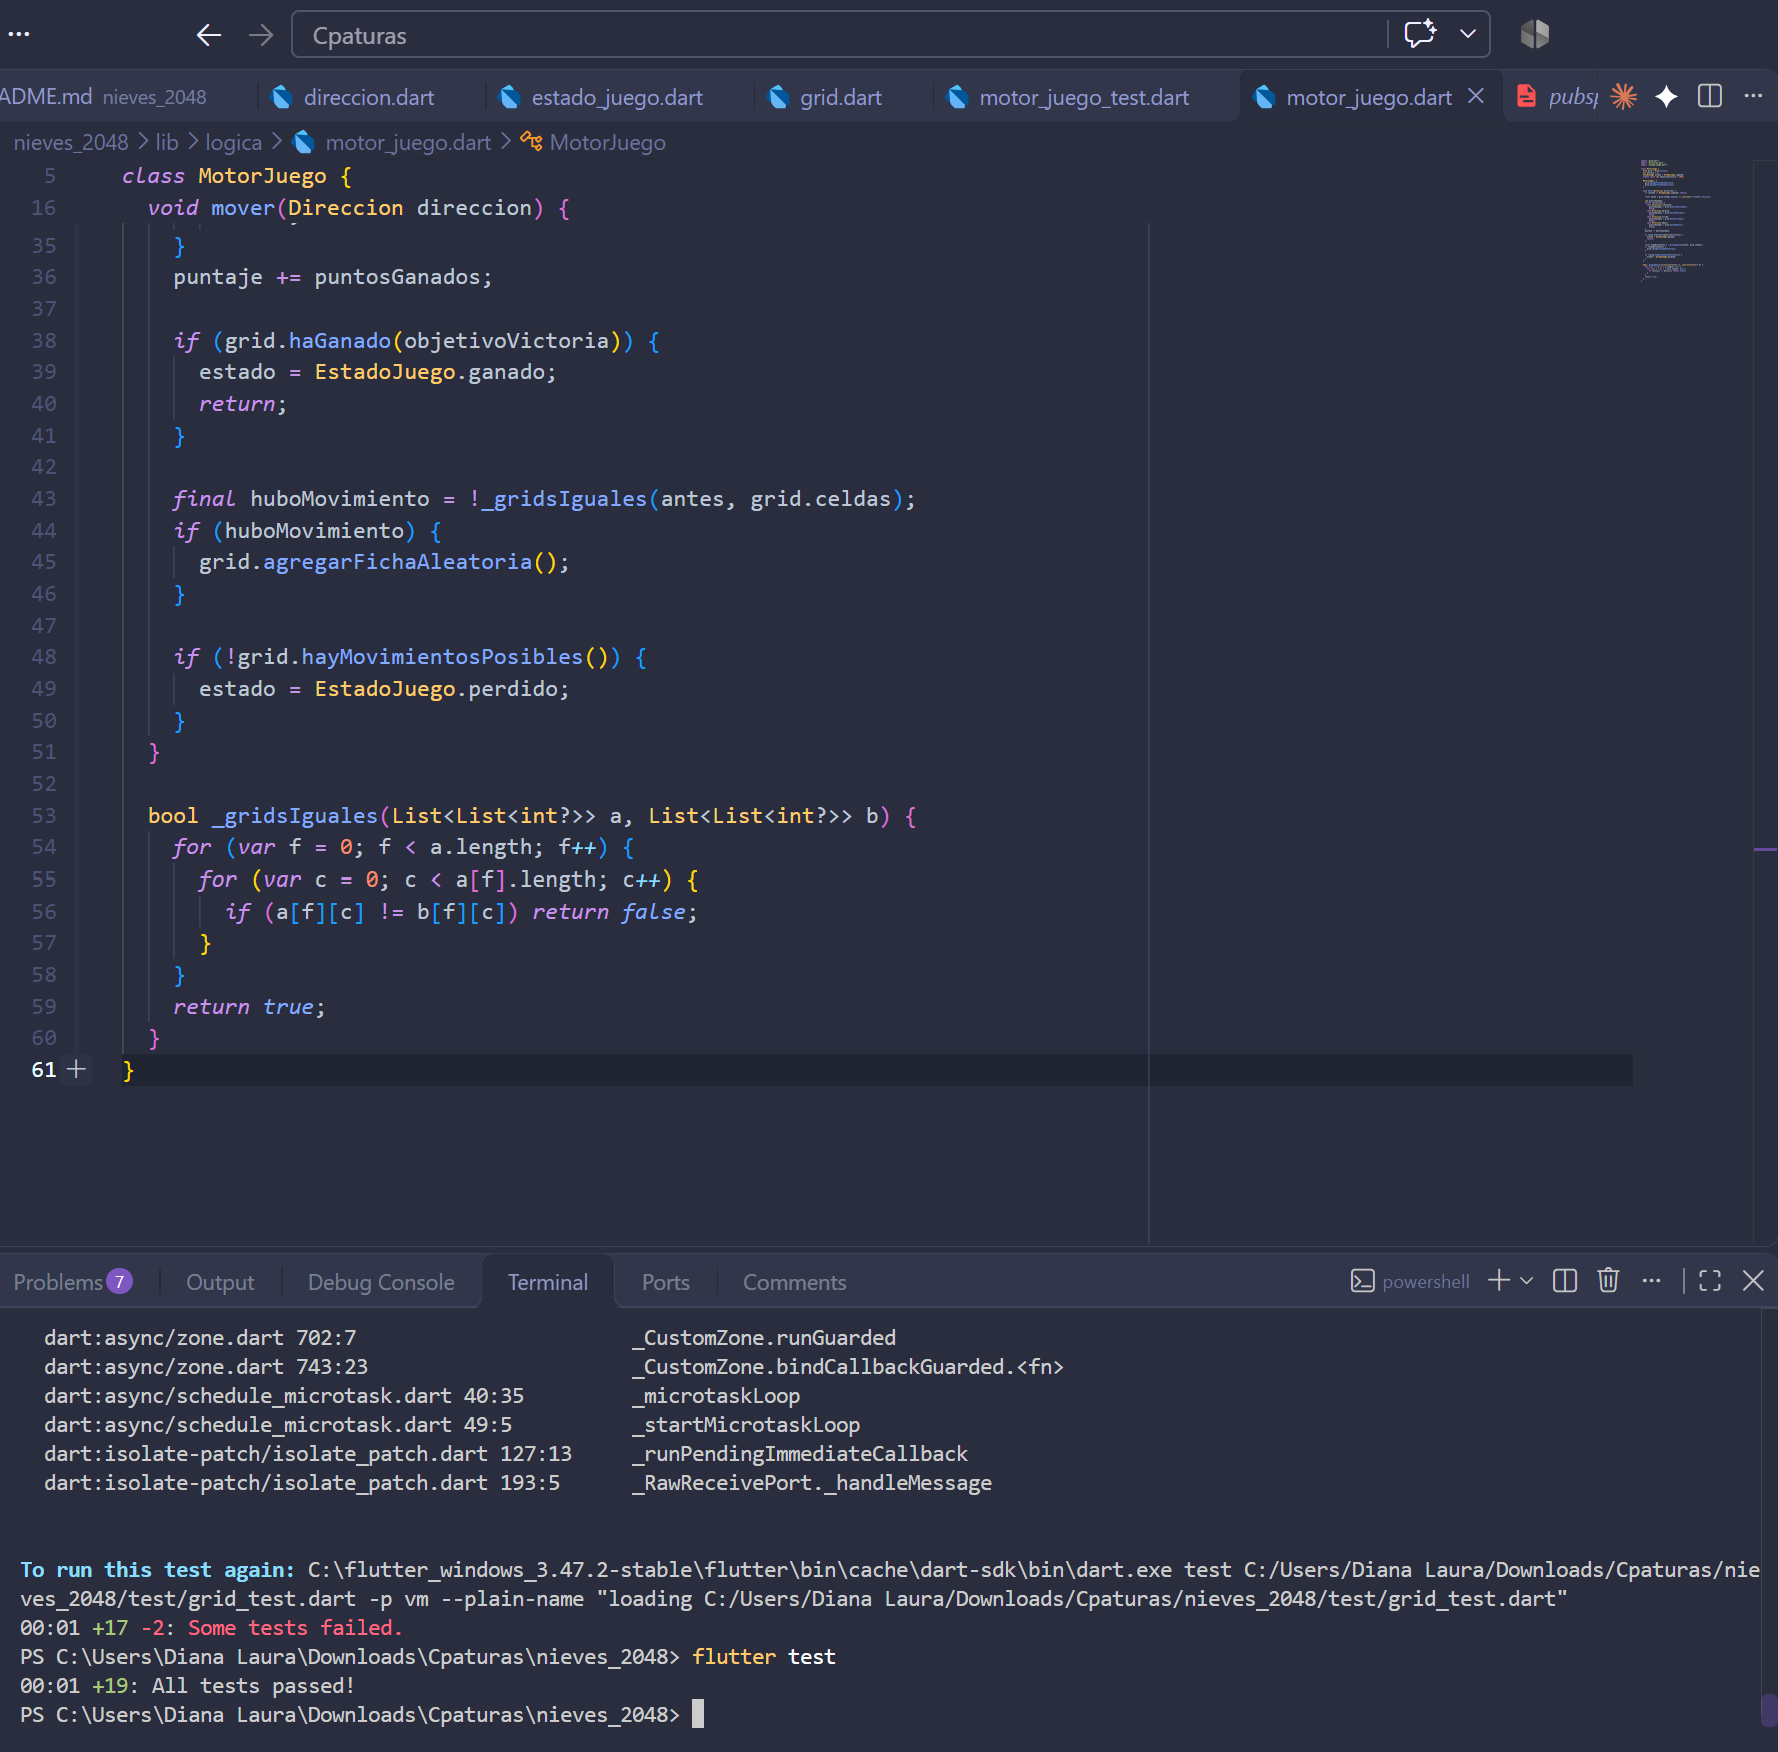 Cpaturas
ADME.md nieves_2048
direccion.dart
estado_juego.dart
grid.dart
motor_juego_test.dart
motor_juego.dart
nieves_2048 > lib > logica > motor_juego.dart > MotorJuego
5 class MotorJuego {
16 void mover(Direccion direccion) {
35 }
36 puntaje += puntosGanados;
37
38 if (grid.haGanado(objetivoVictoria)) {
39 estado = EstadoJuego.ganado;
40 return;
41 }
42
43 final huboMovimiento = !_gridsIguales(antes, grid.celdas);
44 if (huboMovimiento) {
45 grid.agregarFichaAleatoria();
46 }
47
48 if (!grid.hayMovimientosPosibles()) {
49 estado = EstadoJuego.perdido;
50 }
51 }
52
53 bool _gridsIguales(List<List<int?>> a, List<List<int?>> b) {
54 for (var f = 0; f < a.length; f++) {
55 for (var c = 0; c < a[f].length; c++) {
56 if (a[f][c] != b[f][c]) return false;
57 }
58 }
59 return true;
60 }
61 }
Problems 7 Output Debug Console Terminal Ports Comments powershell
dart:async/zone.dart 702:7 _CustomZone.runGuarded
dart:async/zone.dart 743:23 _CustomZone.bindCallbackGuarded.<fn>
dart:async/schedule_microtask.dart 40:35 _microtaskLoop
dart:async/schedule_microtask.dart 49:5 _startMicrotaskLoop
dart:isolate-patch/isolate_patch.dart 127:13 _runPendingImmediateCallback
dart:isolate-patch/isolate_patch.dart 193:5 _RawReceivePort._handleMessage
To run this test again: C:\flutter_windows_3.47.2-stable\flutter\bin\cache\dart-sdk\bin\dart.exe test C:/Users/Diana Laura/Downloads/Cpaturas/nie
ves_2048/test/grid_test.dart -p vm --plain-name "loading C:/Users/Diana Laura/Downloads/Cpaturas/nieves_2048/test/grid_test.dart"
00:01 +17 -2: Some tests failed.
PS C:\Users\Diana Laura\Downloads\Cpaturas\nieves_2048> flutter test
00:01 +19: All tests passed!
PS C:\Users\Diana Laura\Downloads\Cpaturas\nieves_2048>